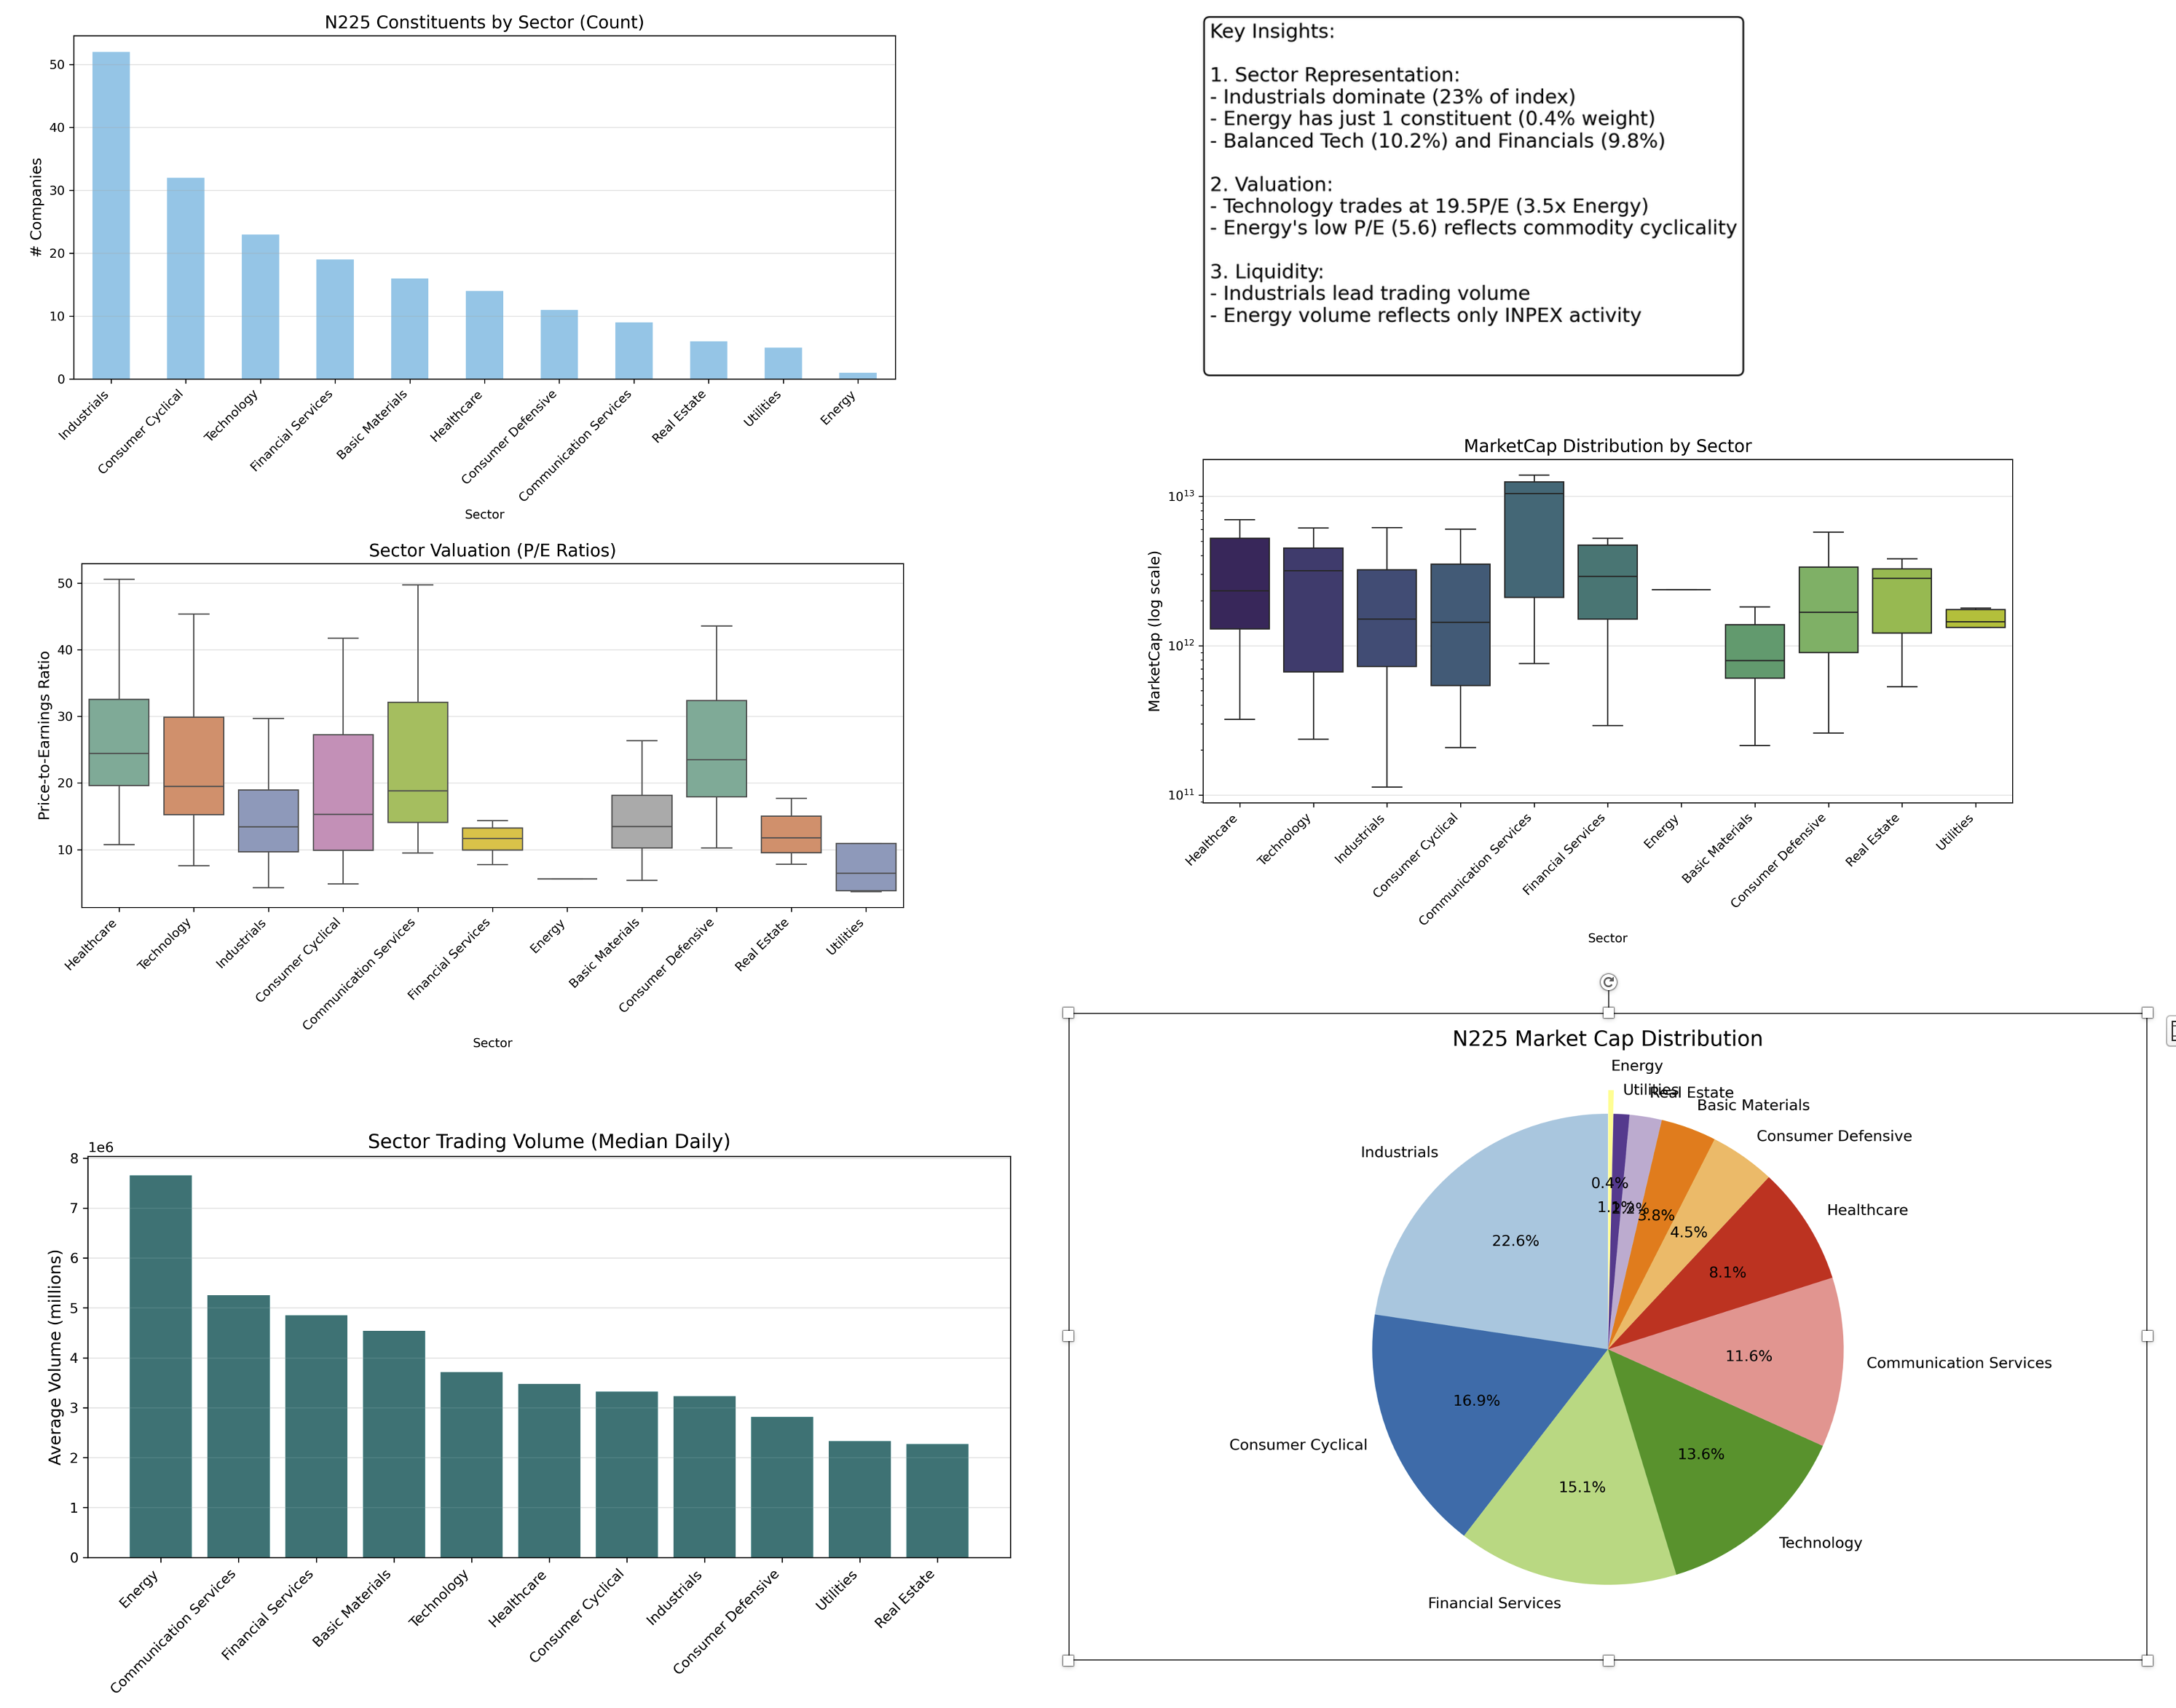 N225 Constituents by Sector (Count)
# Companies
50
40
30
20
10
0
Industrials
Consumer Cyclical
Technology
Financial Services
Basic Materials
Healthcare
Consumer Defensive
Communication Services
Real Estate
Utilities
Energy
Sector
Key Insights:
1. Sector Representation:
- Industrials dominate (23% of index)
- Energy has just 1 constituent (0.4% weight)
- Balanced Tech (10.2%) and Financials (9.8%)
2. Valuation:
- Technology trades at 19.5P/E (3.5x Energy)
- Energy's low P/E (5.6) reflects commodity cyclicality
3. Liquidity:
- Industrials lead trading volume
- Energy volume reflects only INPEX activity
Sector Valuation (P/E Ratios)
Price-to-Earnings Ratio
50
40
30
20
10
Healthcare
Technology
Industrials
Consumer Cyclical
Communication Services
Financial Services
Energy
Basic Materials
Consumer Defensive
Real Estate
Utilities
Sector
MarketCap Distribution by Sector
MarketCap (log scale)
10¹³
10¹²
10¹¹
Healthcare
Technology
Industrials
Consumer Cyclical
Communication Services
Financial Services
Energy
Basic Materials
Consumer Defensive
Real Estate
Utilities
Sector
Sector Trading Volume (Median Daily)
1e6
Average Volume (millions)
8
7
6
5
4
3
2
1
0
Energy
Communication Services
Financial Services
Basic Materials
Technology
Healthcare
Consumer Cyclical
Industrials
Consumer Defensive
Utilities
Real Estate
N225 Market Cap Distribution
Energy
Utilities
Real Estate
Basic Materials
Consumer Defensive
Industrials
Healthcare
Communication Services
Consumer Cyclical
Technology
Financial Services
0.4%
3.8%
4.5%
22.6%
8.1%
11.6%
16.9%
13.6%
15.1%